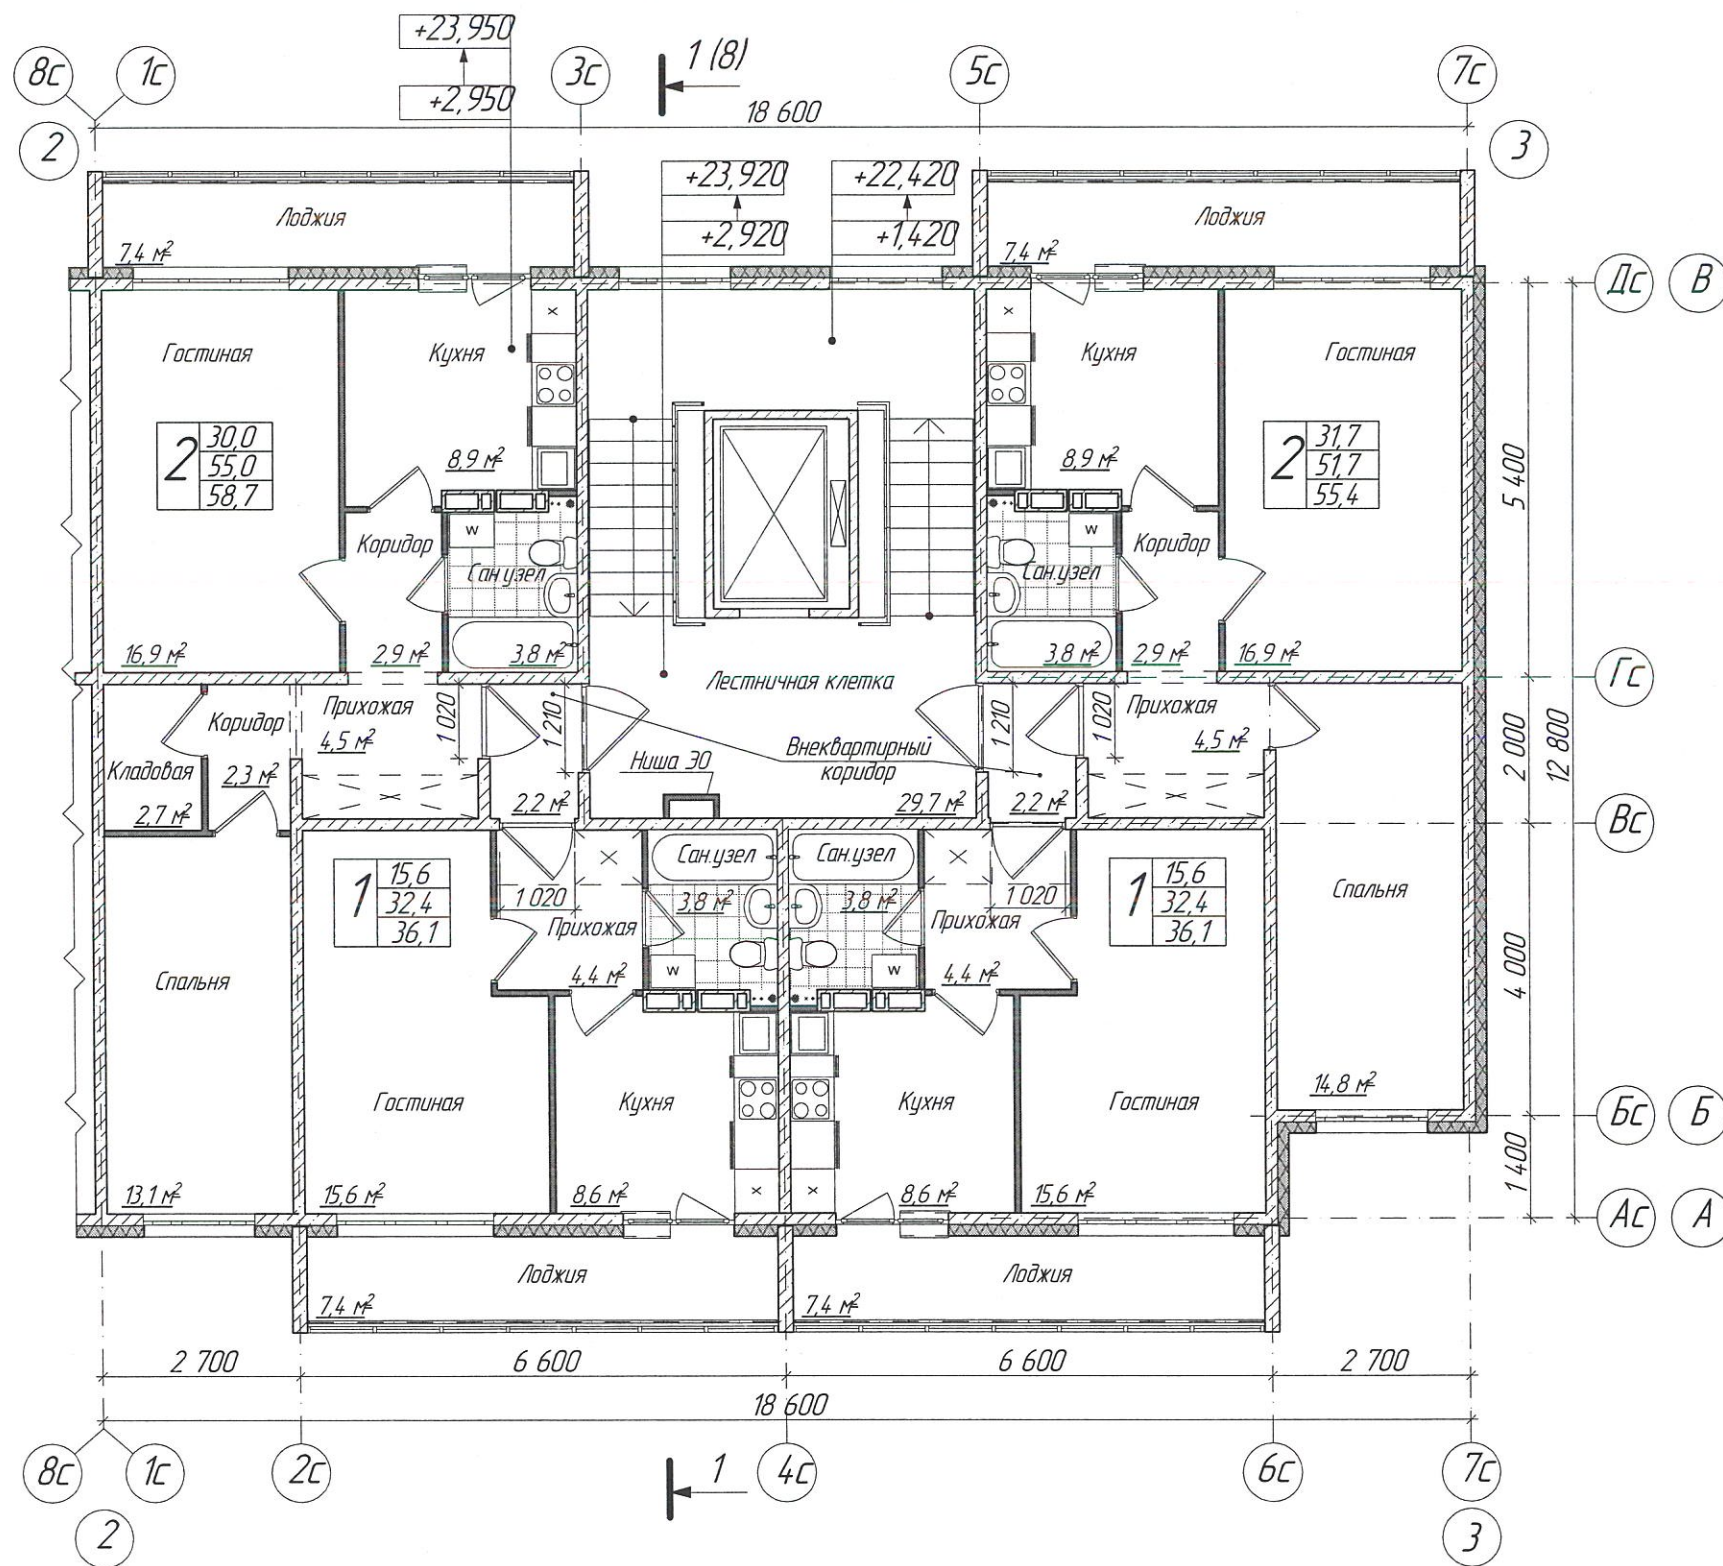 +23,950
+2,950
1 (8)
8с
1с
3с
5с
7с
18 600
2
3
+23,920
+2,920
+22,420
+1,420
Лоджия
7,4 м²
Лоджия
7,4 м²
Дс
В
Гостиная
Кухня
Кухня
Гостиная
2
30,0
55,0
58,7
2
31,7
51,7
55,4
8,9 м²
8,9 м²
5 400
Коридор
W
Сан.узел
W
Сан.узел
Коридор
16,9 м²
2,9 м²
3,8 м²
3,8 м²
2,9 м²
16,9 м²
Лестничная клетка
Гс
Коридор
Прихожая
4,5 м²
1 020
1 210
1 210
1 020
Прихожая
4,5 м²
Внеквартирный
коридор
Ниша ЭО
Кладовая
2,3 м²
2,7 м²
2,2 м²
29,7 м²
2,2 м²
2 000
12 800
Вс
1
15,6
32,4
36,1
Сан.узел
Сан.узел
1
15,6
32,4
36,1
Спальня
1 020
3,8 м²
3,8 м²
1 020
Прихожая
Прихожая
4,4 м²
W
W
4,4 м²
4 000
Спальня
Гостиная
Кухня
Кухня
Гостиная
14,8 м²
Бс
Б
13,1 м²
15,6 м²
8,6 м²
8,6 м²
15,6 м²
1 400
Ас
А
Лоджия
7,4 м²
Лоджия
7,4 м²
2 700
6 600
6 600
2 700
18 600
8с
1с
2с
1
4с
6с
7с
2
3